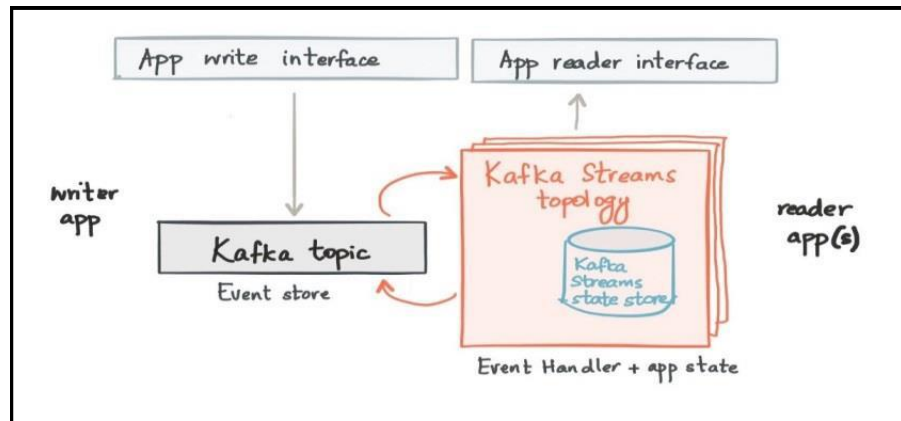 App write interface
App reader interface
writer
app
Kafka topic
Event store
Kafka Streams
topology
Kafka
Streams
state store
Event Handler + app state
reader
app(s)